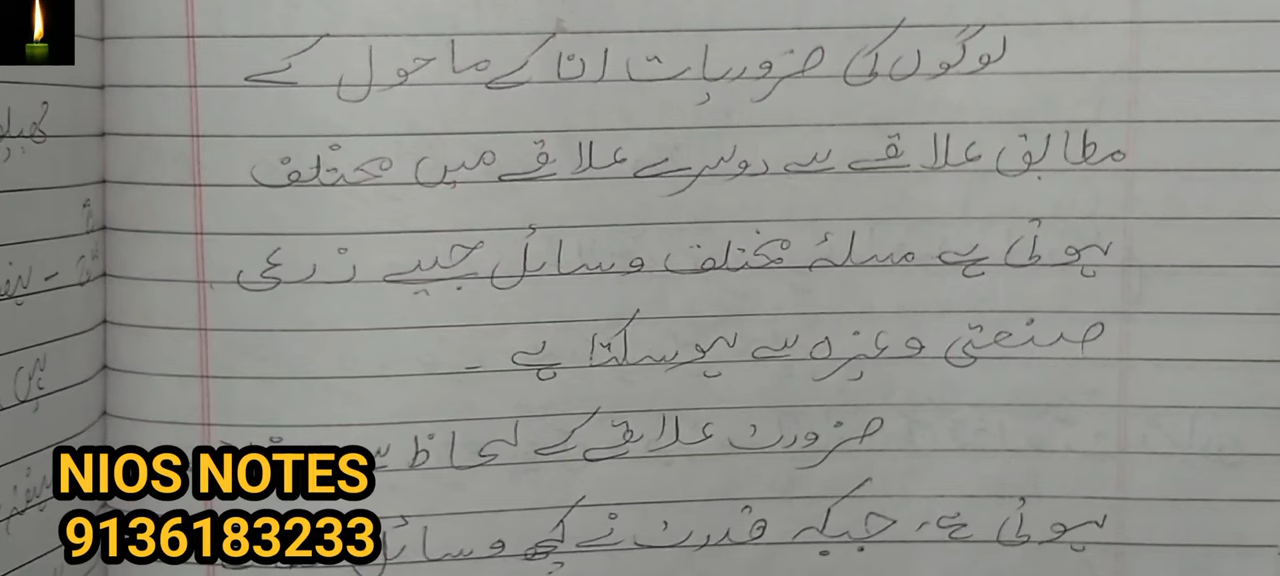 لوگوں کی ضروریات ان کے ماحول کے
مطابق علاقے سے دوسرے علاقے میں مختلف
ہوتی ہے مسلۂ مختلف وسائل جیسے زرعی
صنعتی وغیرہ سے ہو سکتا ہے ۔
ضرورت علاقے کے لحاظ سے
ہوتی ہے، جبکہ قدرت نے کچھ وسائل
NIOS NOTES
9136183233